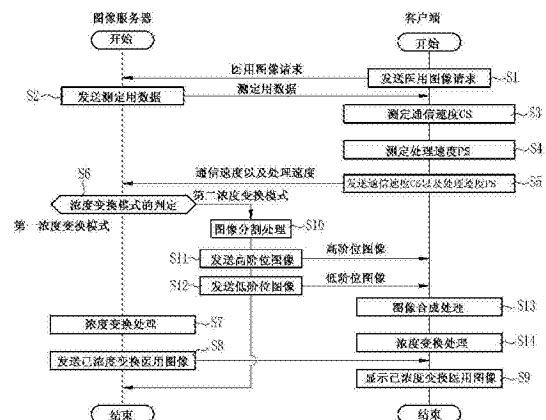 图像服务器
客户端
开始
开始
医用图像请求
发送医用图像请求
S1
S2
发送测定用数据
测定用数据
测定通信速度CS
S3
测定处理速度PS
S4
通信速度以及处理速度
发送通信速度CS以及处理速度PS
S5
S6
浓度变换模式的判定
第二浓度变换模式
第一浓度变换模式
图像分割处理
S10
S11
发送高阶位图像
高阶位图像
S12
发送低阶位图像
低阶位图像
图像合成处理
S13
浓度变换处理
S7
浓度变换处理
S14
S8
发送已浓度变换医用图像
显示已浓度变换医用图像
S9
结束
结束